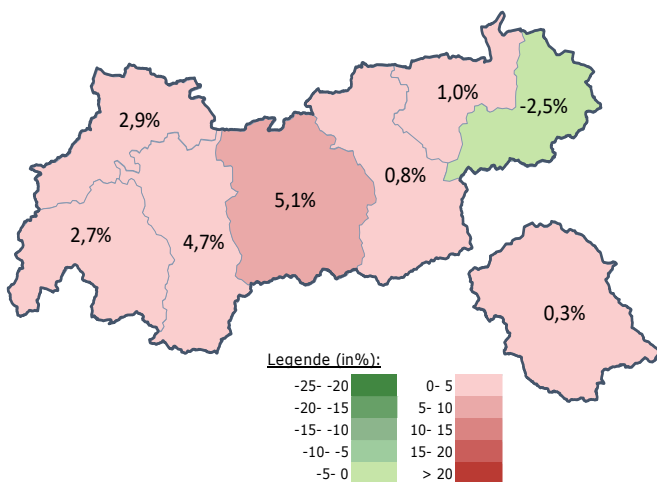 1,0%
-2,5%
2,9%
0,8%
5,1%
2,7%
4,7%
0,3%
Legende (in%):
-25- -20 0- 5
-20- -15 5- 10
-15- -10 10- 15
-10- -5 15- 20
-5- 0 > 20